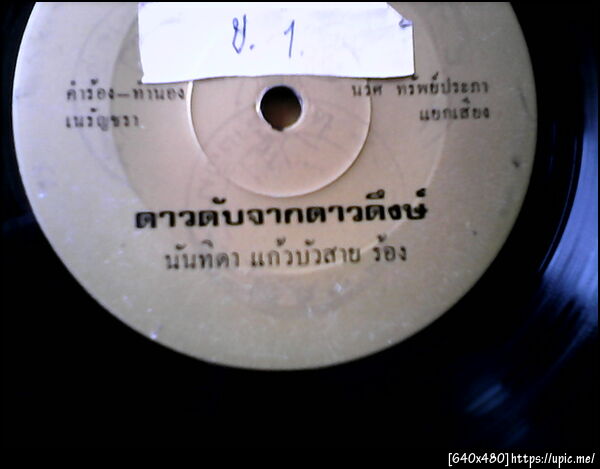 ย. 1.
คำร้อง–ทำนอง นริศ ทรัพย์ประภา
เนรัญชรา แยกเสียง
ดาวดับจากดาวดึงษ์
นันทิดา แก้วบัวสาย ร้อง
[640x480]https://upic.me/